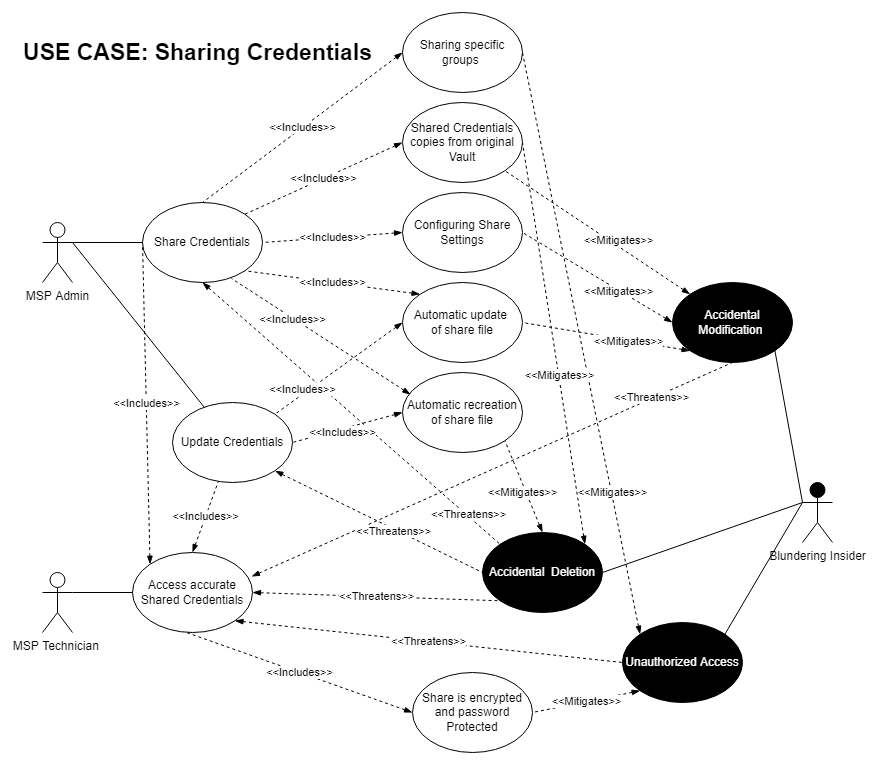 USE CASE: Sharing Credentials
Sharing specific
groups
<<Includes>>
Shared Credentials
copies from original
Vault
<<Includes>>
Share Credentials
<<Includes>>
Configuring Share
Settings
<<Mitigates>>
MSP Admin
<<Includes>>
<<Mitigates>>
Accidental
Modification
<<Includes>>
Automatic update
of share file
<<Mitigates>>
<<Includes>>
<<Mitigates>>
<<Includes>>
Automatic recreation
of share file
<<Threatens>>
Update Credentials
<<Includes>>
<<Mitigates>>
<<Mitigates>>
<<Includes>>
<<Threatens>>
<<Threatens>>
Blundering Insider
Access accurate
Shared Credentials
Accidental  Deletion
<<Threatens>>
MSP Technician
<<Threatens>>
Unauthorized Access
<<Includes>>
Share is encrypted
and password
Protected
<<Mitigates>>